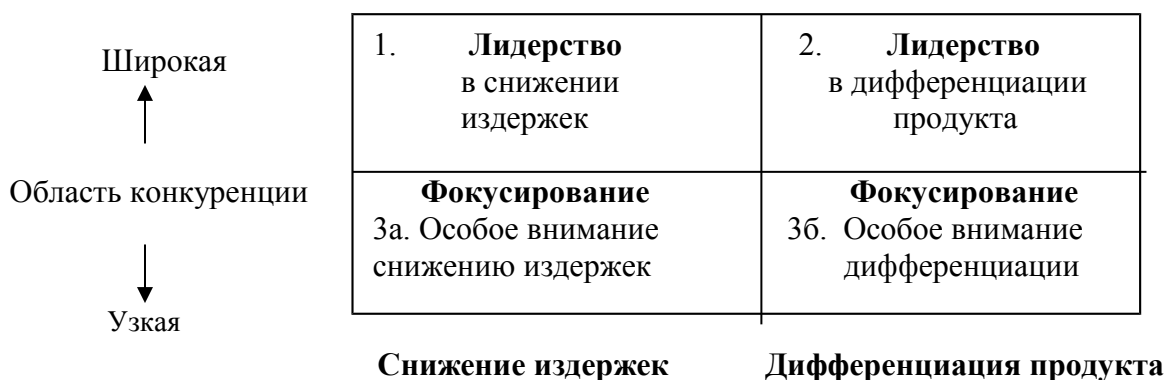 Широкая
Область конкуренции
Узкая
1. Лидерство
в снижении
издержек
2. Лидерство
в дифференциации
продукта
Фокусирование
3а. Особое внимание
снижению издержек
Фокусирование
3б. Особое внимание
дифференциации
Снижение издержек
Дифференциация продукта